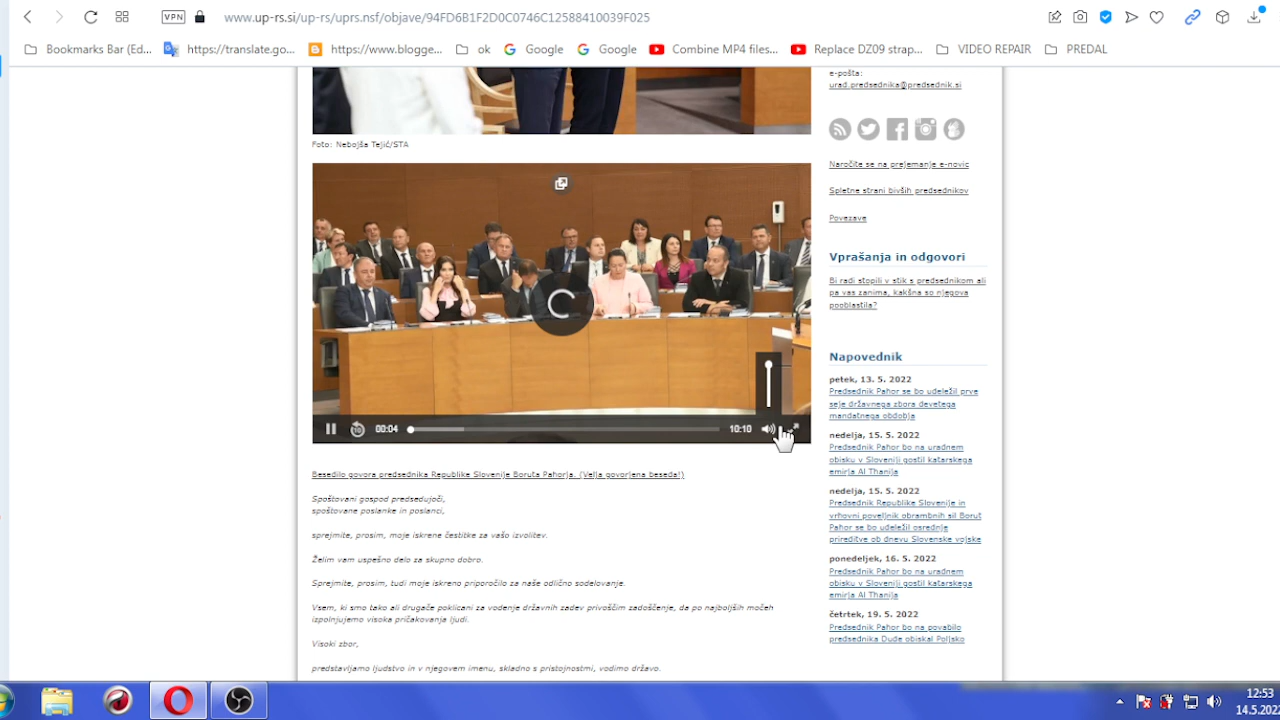 VPN
www.up-rs.si/up-rs/uprs.nsf/objave/94FD6B1F2D0C0746C12588410039F025
Bookmarks Bar (Ed... https://translate.go... https://www.blogge... ok Google Google Combine MP4 files... Replace DZ09 strap... VIDEO REPAIR PREDAL
Foto: Nebojša Tejić/STA
10
00:04
10:10
Besedilo govora predsednika Republike Slovenije Boruta Pahorja. (Velja govorjena beseda!)
Spoštovani gospod predsedujoči,
spoštovane poslanke in poslanci,
sprejmite, prosim, moje iskrene čestitke za vašo izvolitev.
Želim vam uspešno delo za skupno dobro.
Sprejmite, prosim, tudi moje iskreno priporočilo za naše odlično sodelovanje.
Vsem, ki smo tako ali drugače poklicani za vodenje državnih zadev privoščim zadoščenje, da po najboljših močeh
izpolnjujemo visoka pričakovanja ljudi.
Visoki zbor,
predstavljamo ljudstvo in v njegovem imenu, skladno s pristojnostmi, vodimo državo.
e-pošta:
urad.predsednika@predsednik.si
Naročite se na prejemanje e-novic
Spletne strani bivših predsednikov
Povezave
Vprašanja in odgovori
Bi radi stopili v stik s predsednikom ali
pa vas zanima, kakšna so njegova
pooblastila?
Napovednik
petek, 13. 5. 2022
Predsednik Pahor se bo udeležil prve
seje državnega zbora devetega
mandatnega obdobja
nedelja, 15. 5. 2022
Predsednik Pahor bo na uradnem
obisku v Sloveniji gostil katarskega
emirja Al Thanija
nedelja, 15. 5. 2022
Predsednik Republike Slovenije in
vrhovni poveljnik obrambnih sil Borut
Pahor se bo udeležil osrednje
prireditve ob dnevu Slovenske vojske
ponedeljek, 16. 5. 2022
Predsednik Pahor bo na uradnem
obisku v Sloveniji gostil katarskega
emirja Al Thanija
četrtek, 19. 5. 2022
Predsednik Pahor bo na povabilo
predsednika Dude obiskal Poljsko
12:53
14.5.202